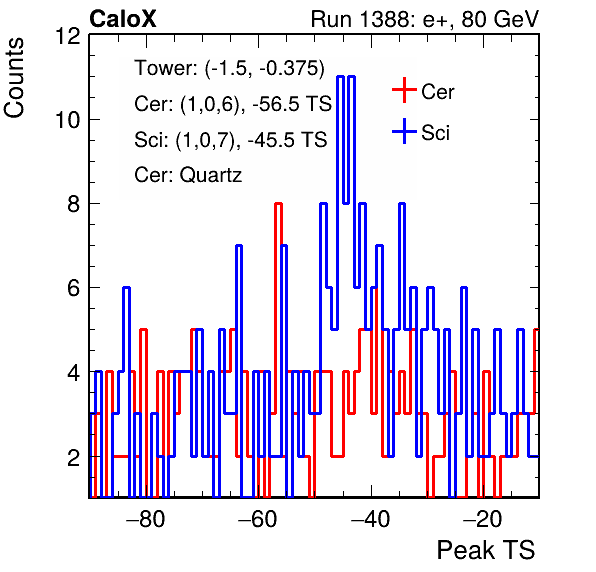 CaloX Run 1388: e+, 80 GeV
Counts
12
10
8
6
4
2
Tower: (-1.5, -0.375)
Cer: (1,0,6), -56.5 TS
Sci: (1,0,7), -45.5 TS
Cer: Quartz
Cer
Sci
−80 −60 −40 −20
Peak TS